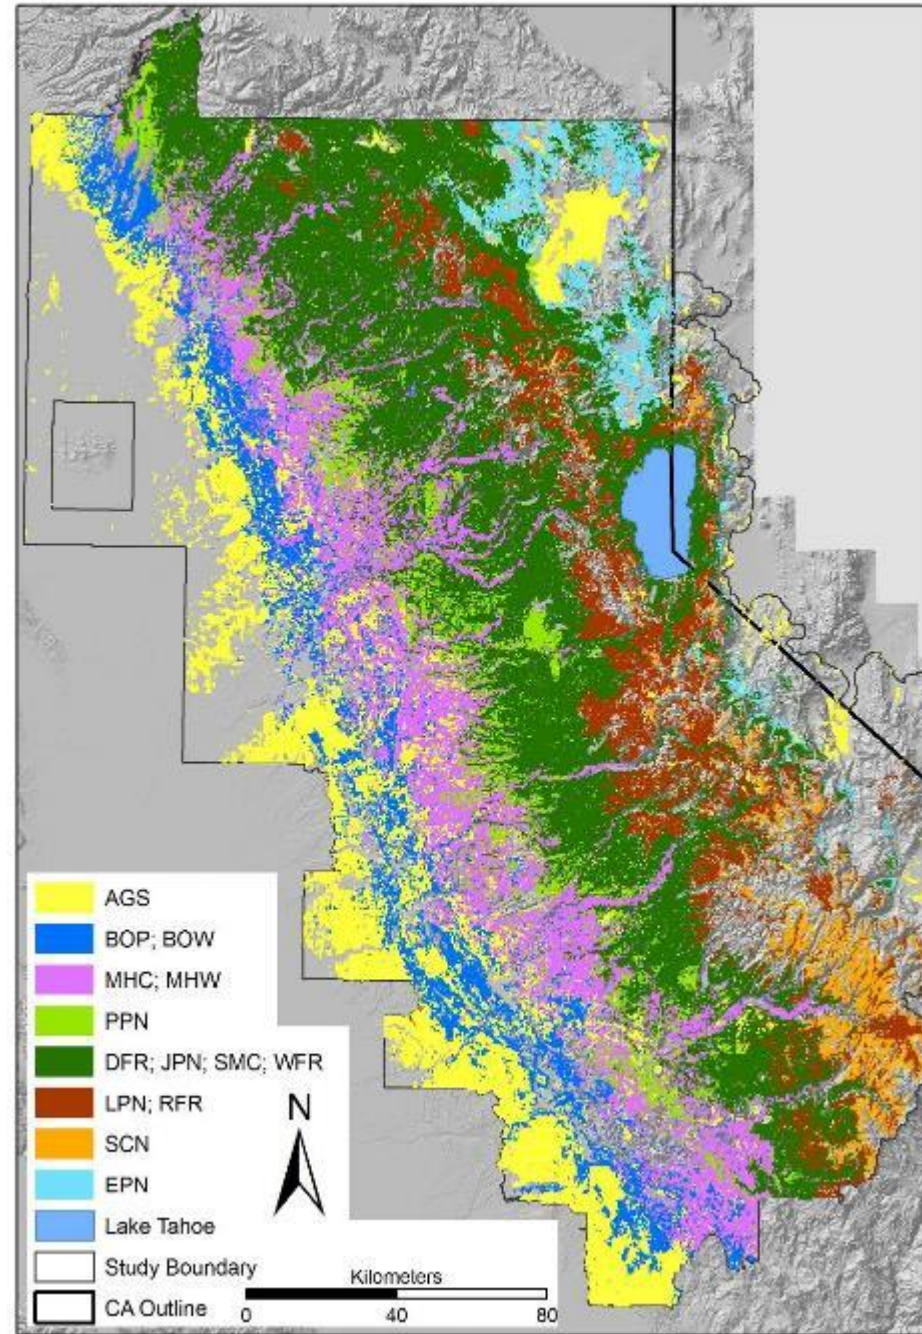 AGS
BOP; BOW
MHC; MHW
PPN
DFR; JPN; SMC; WFR
LPN; RFR
SCN
EPN
Lake Tahoe
Study Boundary
CA Outline
N
Kilometers
0 40 80